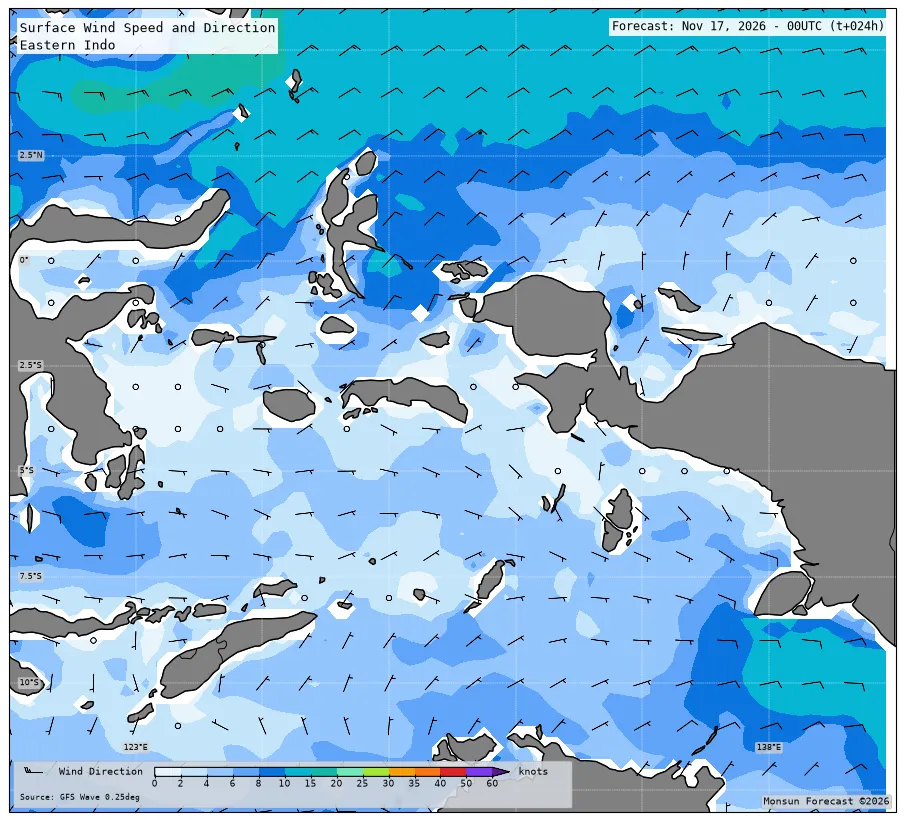 Surface Wind Speed and Direction
Eastern Indo
Forecast: Nov 17, 2026 - 00UTC (t+024h)
2.5°N
0°
2.5°S
5°S
7.5°S
10°S
123°E
138°E
Wind Direction
knots
0 2 4 6 8 10 15 20 25 30 35 40 50 60
Source: GFS Wave 0.25deg
Monsun Forecast ©2026